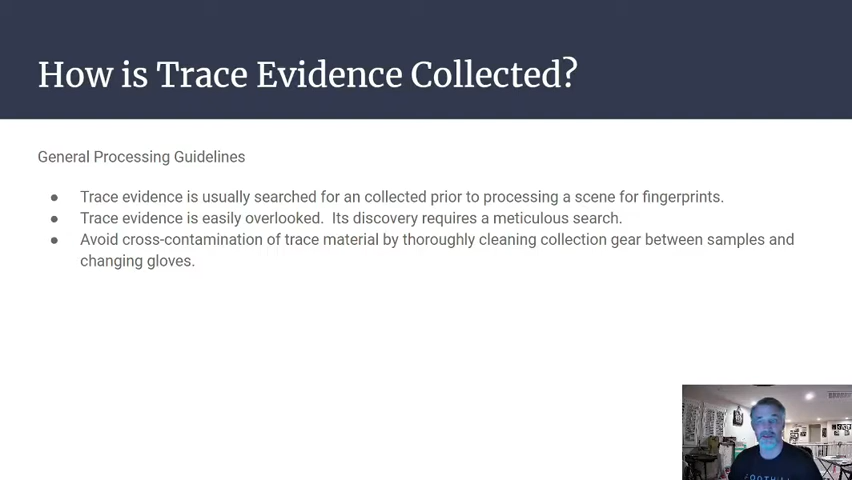 How is Trace Evidence Collected?
General Processing Guidelines
● Trace evidence is usually searched for an collected prior to processing a scene for fingerprints.
● Trace evidence is easily overlooked.  Its discovery requires a meticulous search.
● Avoid cross-contamination of trace material by thoroughly cleaning collection gear between samples and
changing gloves.